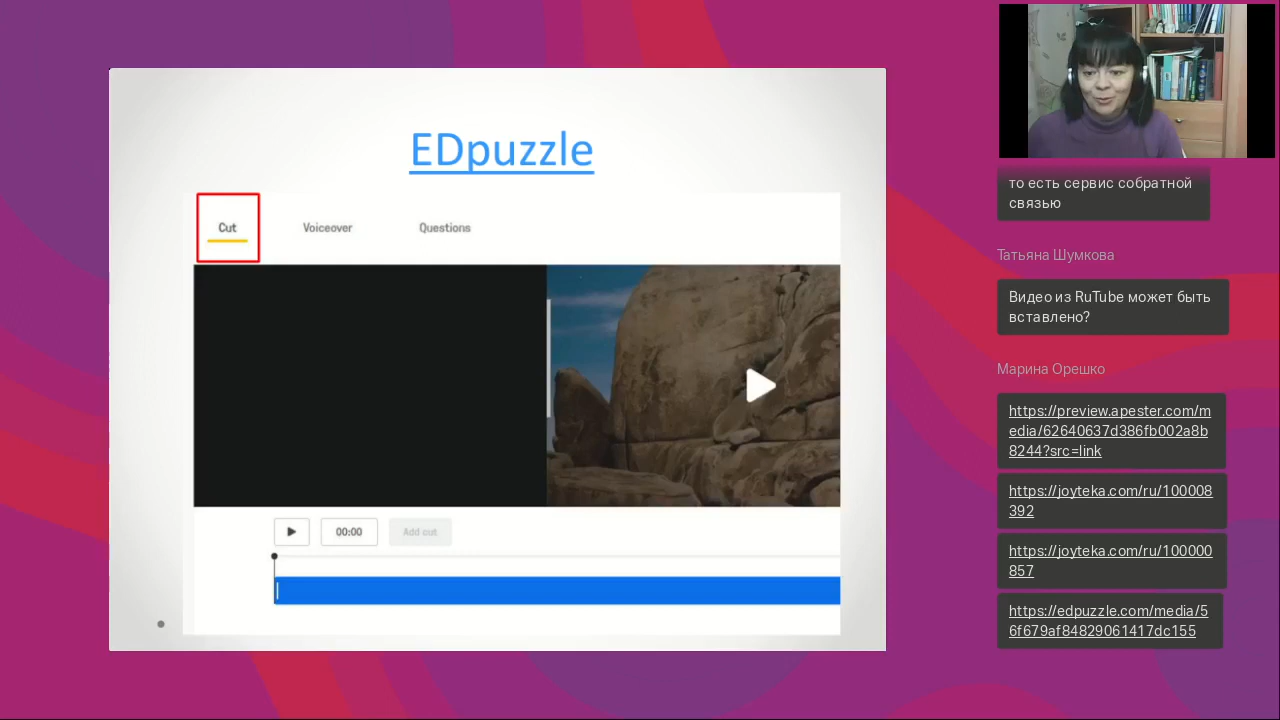 EDpuzzle
Cut
Voiceover
Questions
00:00
Add cut
то есть сервис собратной
связью
Татьяна Шумкова
Видео из RuTube может быть
вставлено?
Марина Орешко
https://preview.apester.com/m
edia/62640637d386fb002a8b
8244?src=link
https://joyteka.com/ru/100008
392
https://joyteka.com/ru/100000
857
https://edpuzzle.com/media/5
6f679af84829061417dc155